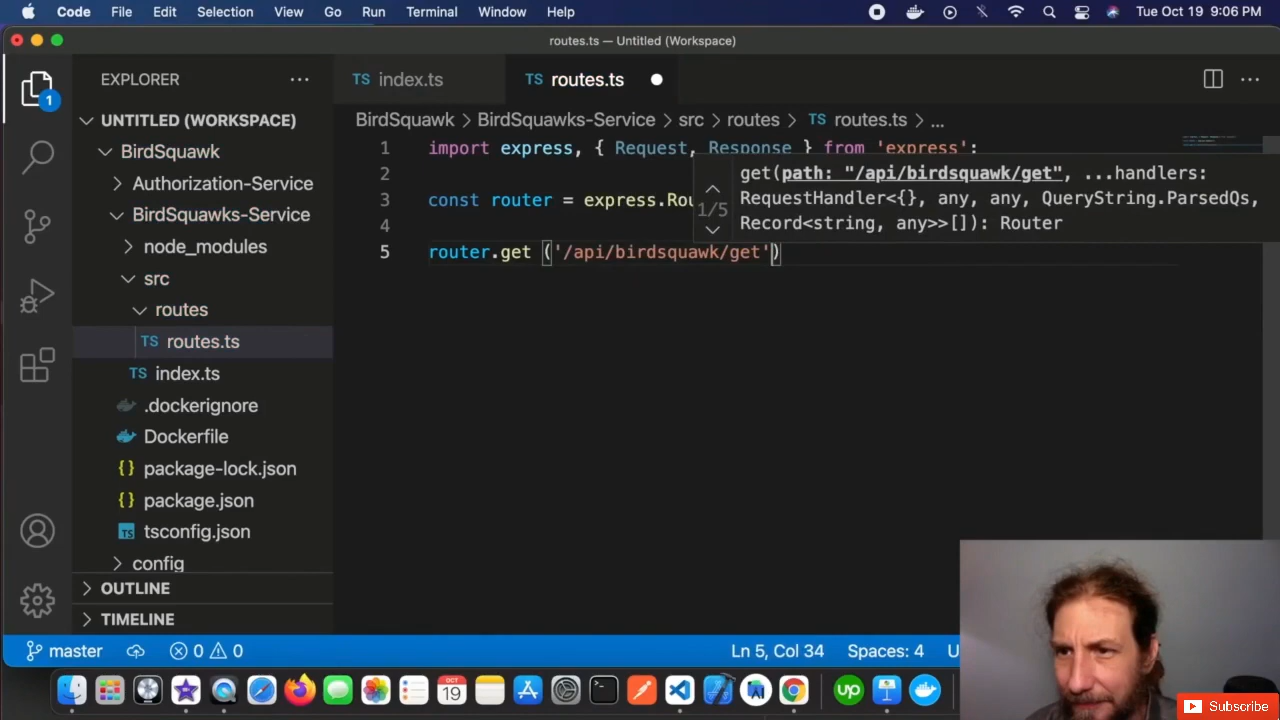 Code File Edit Selection View Go Run Terminal Window Help Tue Oct 19 9:06 PM
routes.ts — Untitled (Workspace)
EXPLORER
TS index.ts
TS routes.ts
1
UNTITLED (WORKSPACE)
BirdSquawk > BirdSquawks-Service > src > routes > TS routes.ts > ...
BirdSquawk
Authorization-Service
BirdSquawks-Service
node_modules
src
routes
TS routes.ts
TS index.ts
.dockerignore
Dockerfile
{} package-lock.json
{} package.json
TS tsconfig.json
config
OUTLINE
TIMELINE
1 import express, { Request, Response } from 'express';
2
3 const router = express.Rou
4
5 router.get ('/api/birdsquawk/get')
1/5
get(path: "/api/birdsquawk/get", ...handlers:
RequestHandler<{}, any, any, QueryString.ParsedQs,
Record<string, any>>[]): Router
master 0 0 Ln 5, Col 34 Spaces: 4 U
OCT
19
up
Subscribe